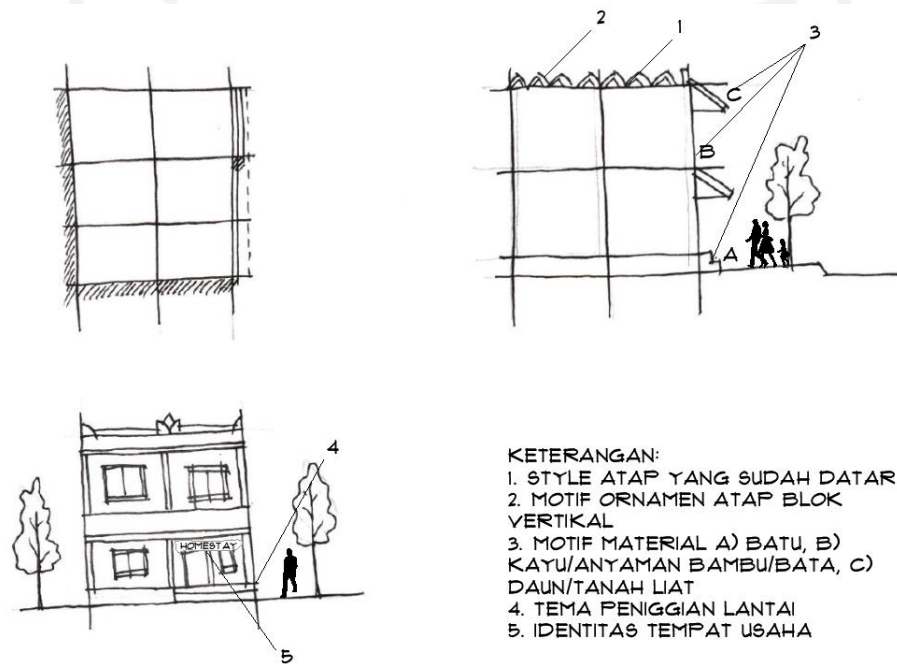 2
1
3
C
B
A
4
HOMESTAY
5
KETERANGAN:
1. STYLE ATAP YANG SUDAH DATAR
2. MOTIF ORNAMEN ATAP BLOK
VERTIKAL
3. MOTIF MATERIAL A) BATU, B)
KAYU/ANYAMAN BAMBU/BATA, C)
DAUN/TANAH LIAT
4. TEMA PENIGGIAN LANTAI
5. IDENTITAS TEMPAT USAHA